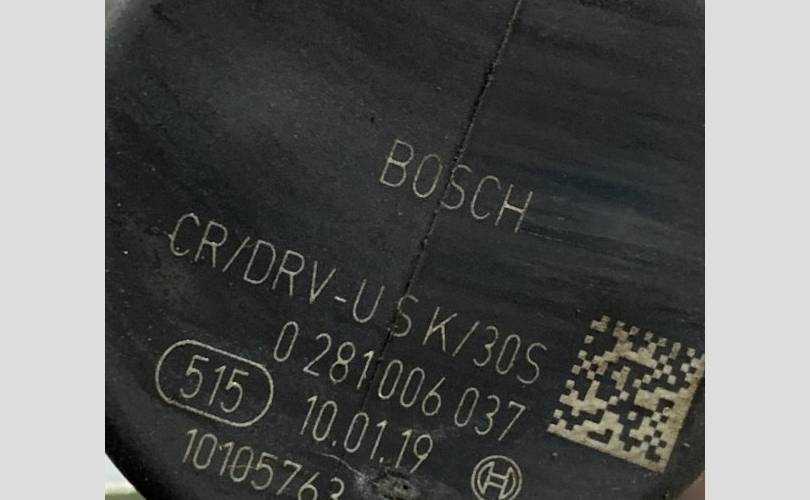 BOSCH
CR/DRV-USK/30S
0 281 006 037
515
10.01.19
10105763